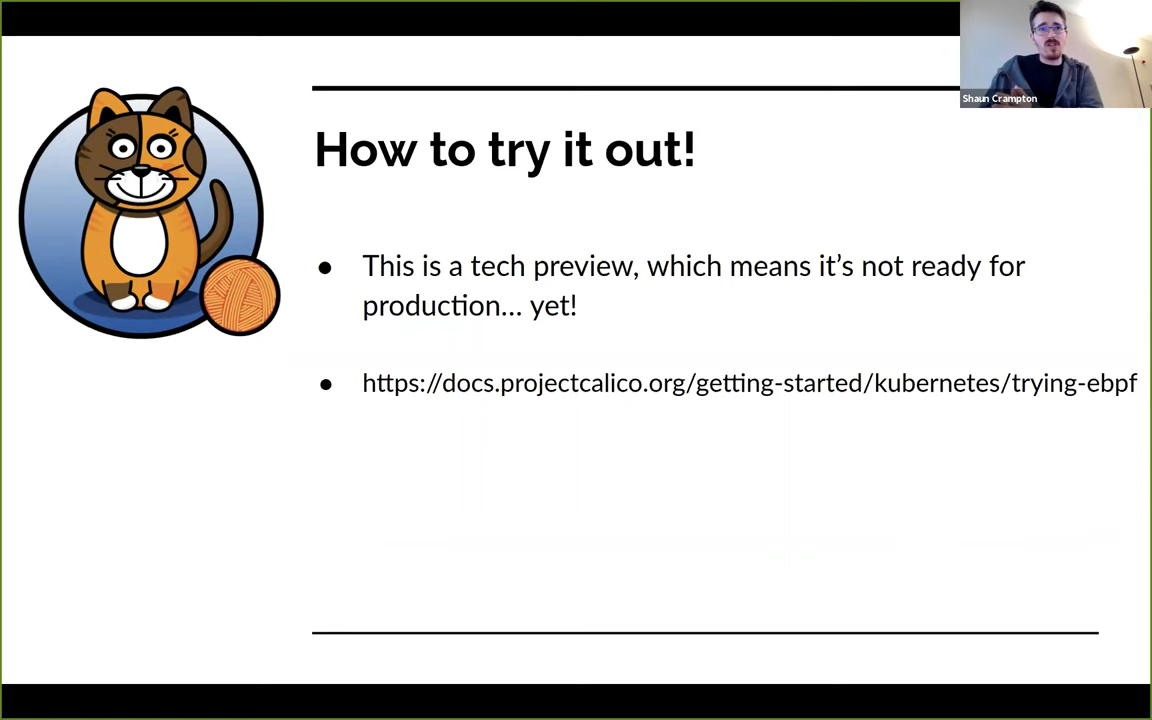 Shaun Crampton
How to try it out!
● This is a tech preview, which means it’s not ready for
production... yet!
● https://docs.projectcalico.org/getting-started/kubernetes/trying-ebpf